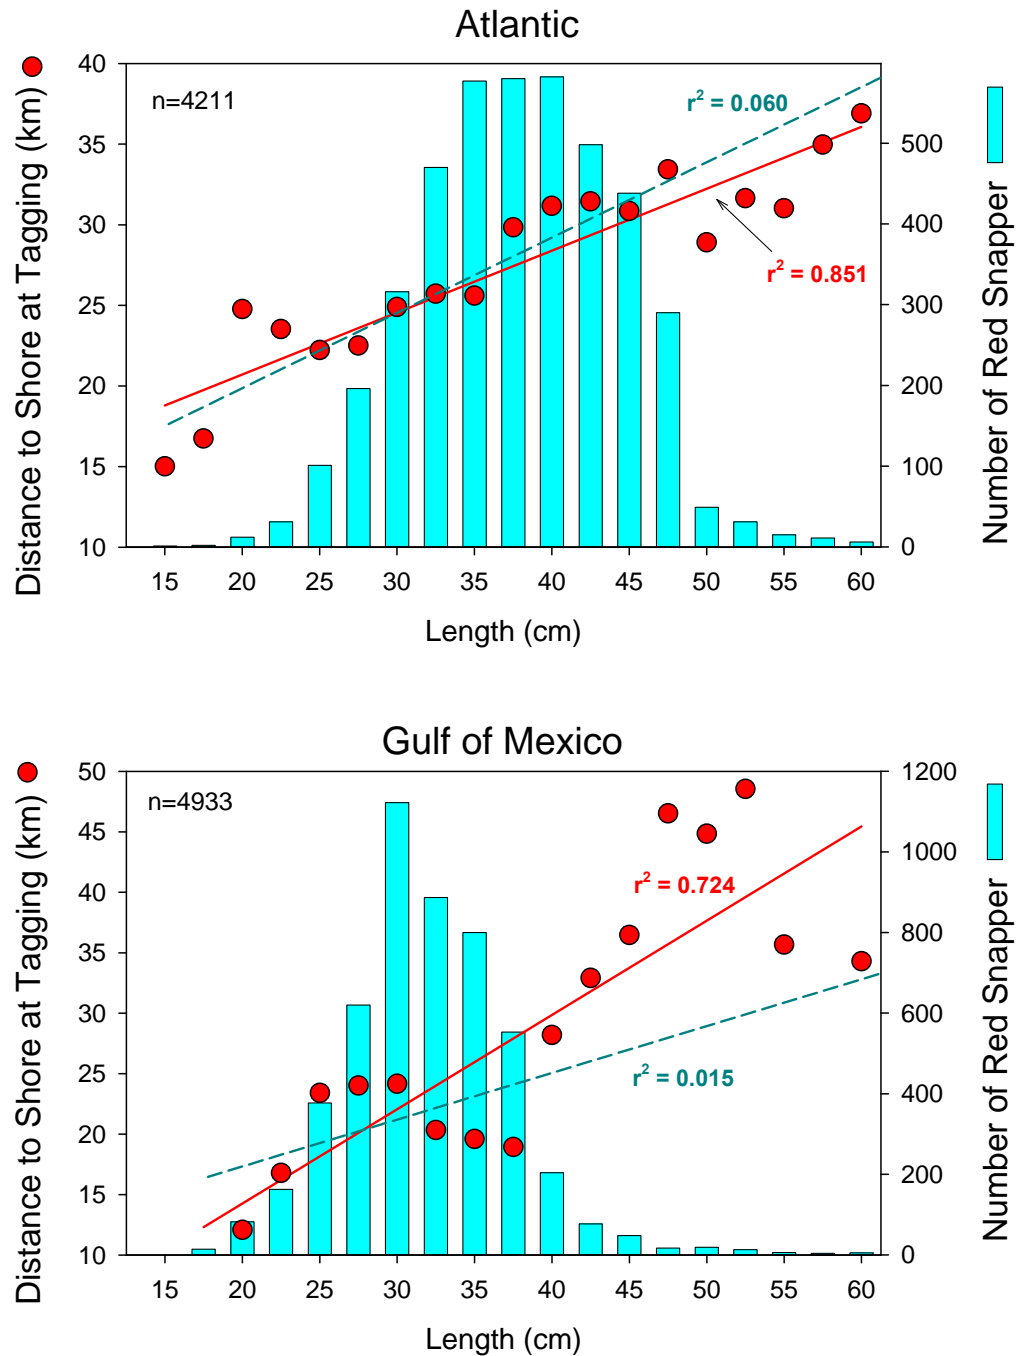 Atlantic
Distance to Shore at Tagging (km)
40
35
30
25
20
15
10
n=4211
r² = 0.060
r² = 0.851
500
400
300
200
100
0
Number of Red Snapper
15 20 25 30 35 40 45 50 55 60
Length (cm)
Gulf of Mexico
Distance to Shore at Tagging (km)
50
45
40
35
30
25
20
15
10
n=4933
r² = 0.724
r² = 0.015
1200
1000
800
600
400
200
0
Number of Red Snapper
15 20 25 30 35 40 45 50 55 60
Length (cm)